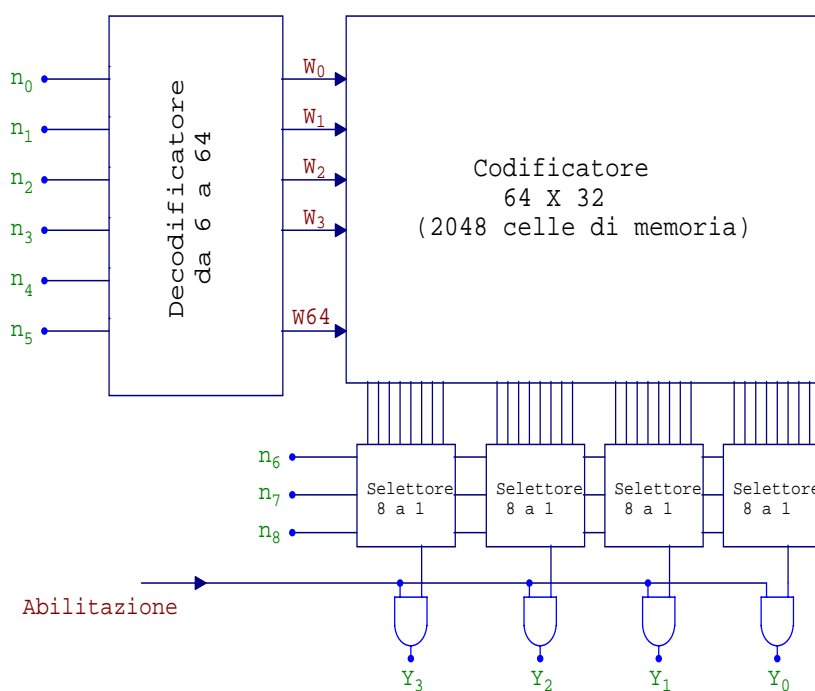 n0
n1
n2
n3
n4
n5
Decodificatore
da 6 a 64
W0
W1
W2
W3
W64
Codificatore
64 X 32
(2048 celle di memoria)
n6
n7
n8
Selettore
8 a 1
Selettore
8 a 1
Selettore
8 a 1
Selettore
8 a 1
Abilitazione
Y3
Y2
Y1
Y0